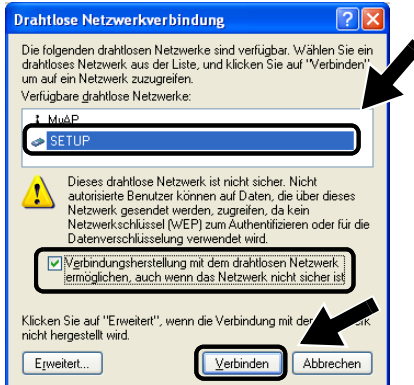 Drahtlose Netzwerkverbindung
Die folgenden drahtlosen Netzwerke sind verfügbar. Wählen Sie ein
drahtloses Netzwerk aus der Liste, und klicken Sie auf "Verbinden"
um auf ein Netzwerk zuzugreifen.
Verfügbare drahtlose Netzwerke:
MyAP
SETUP
Dieses drahtlose Netzwerk ist nicht sicher. Nicht
autorisierte Benutzer können auf Daten, die über dieses
Netzwerk gesendet werden, zugreifen, da kein
Netzwerkschlüssel (WEP) zum Authentifizieren oder für die
Datenverschlüsselung verwendet wird.
Verbindungsherstellung mit dem drahtlosen Netzwerk
ermöglichen, auch wenn das Netzwerk nicht sicher ist
Klicken Sie auf "Erweitert", wenn die Verbindung mit
nicht hergestellt wird.
Erweitert... Verbinden Abbrechen